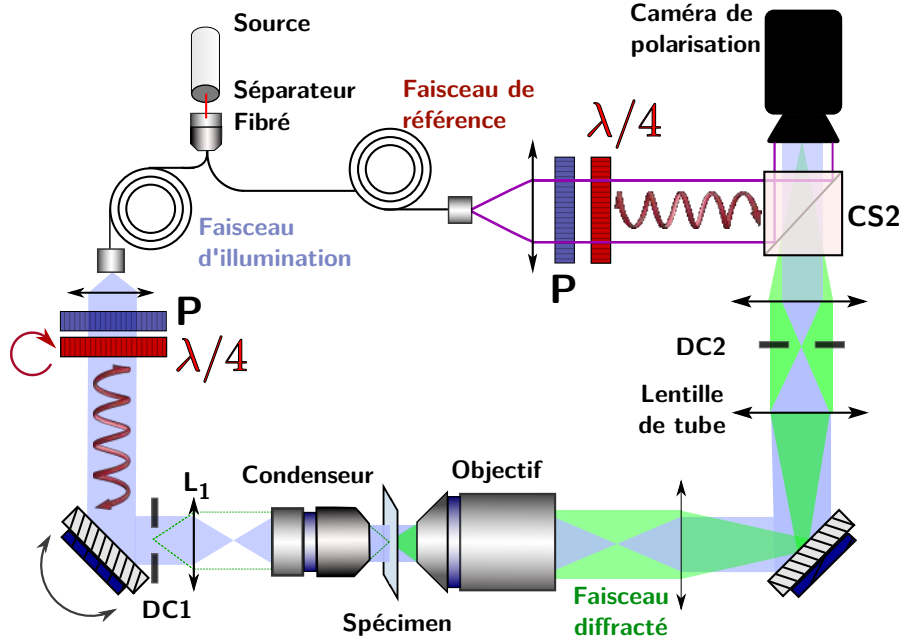 Source
Caméra de
polarisation
Séparateur
Fibré
Faisceau de
référence
λ/4
CS2
Faisceau
d'illumination
P
P
λ/4
DC2
Lentille
de tube
L1
Condenseur
Objectif
DC1
Spécimen
Faisceau
diffracté